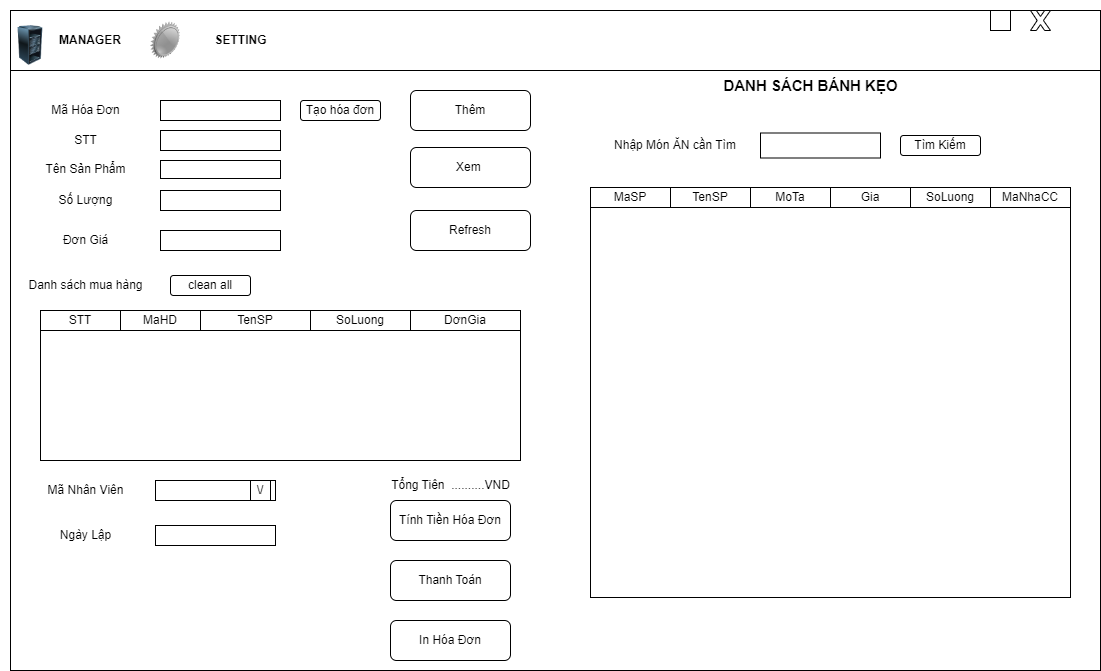 MANAGER SETTING X
Mã Hóa Đơn Tạo hóa đơn Thêm
STT
Tên Sản Phẩm Xem
Số Lượng
Đơn Giá Refresh
Danh sách mua hàng clean all
STT MaHD TenSP SoLuong DơnGia
Mã Nhân Viên V
Ngày Lập
Tổng Tiên ..........VND
Tính Tiền Hóa Đơn
Thanh Toán
In Hóa Đơn
DANH SÁCH BÁNH KẸO
Nhập Món ĂN cần Tìm Tìm Kiếm
MaSP TenSP MoTa Gia SoLuong MaNhaCC